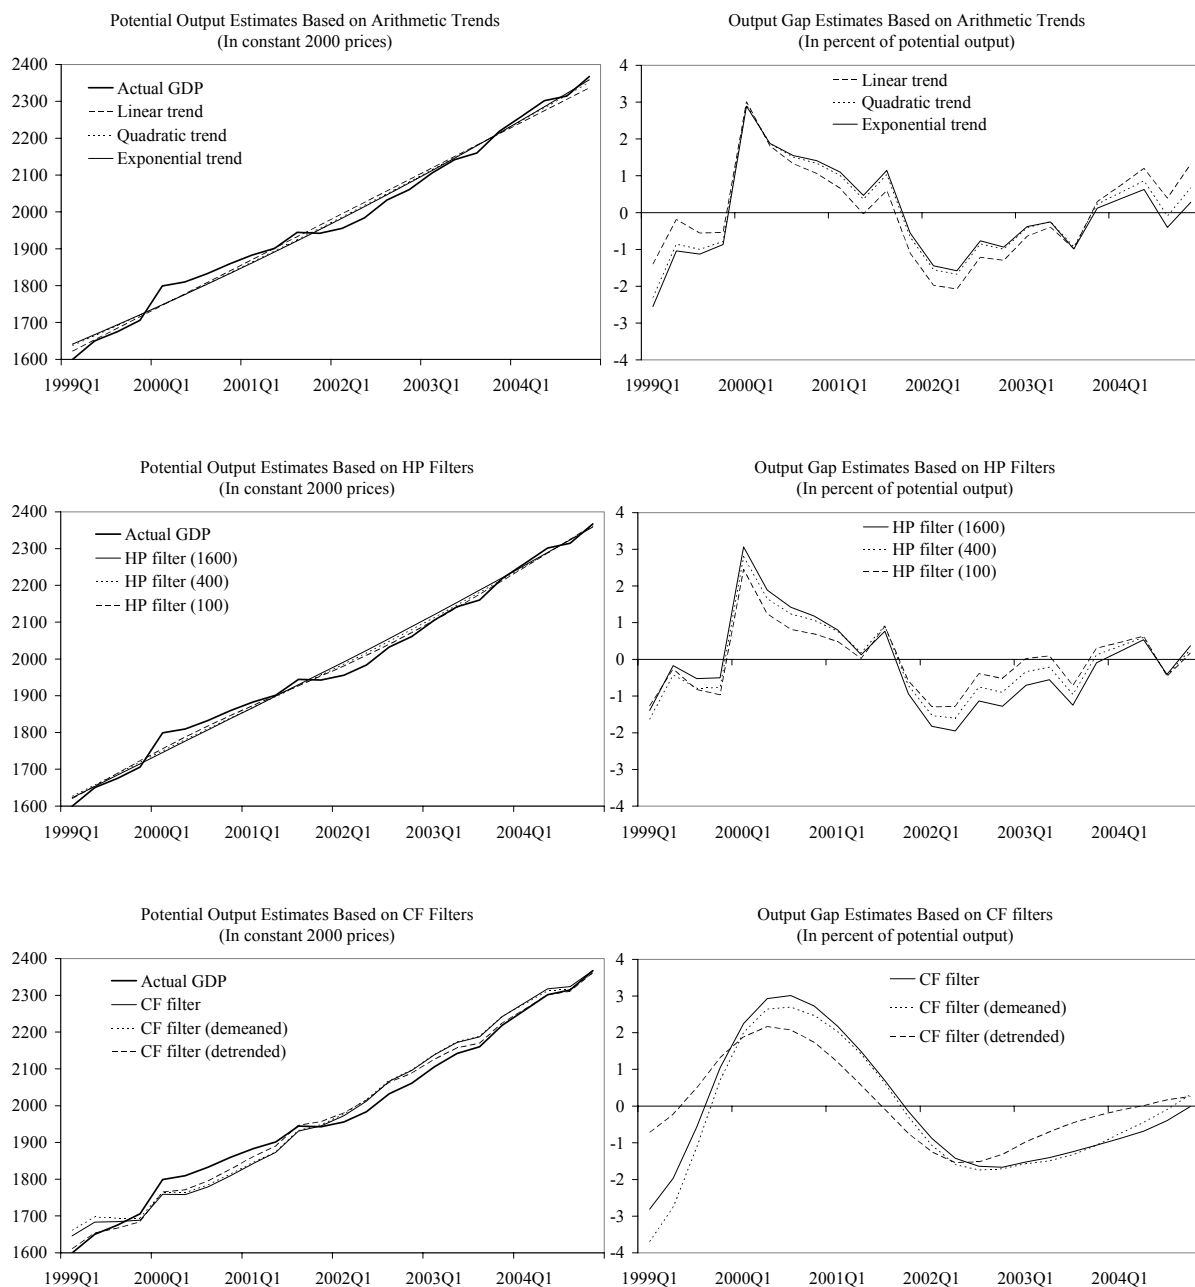 Potential Output Estimates Based on Arithmetic Trends
(In constant 2000 prices)
2400
2300
2200
2100
2000
1900
1800
1700
1600
Actual GDP
Linear trend
Quadratic trend
Exponential trend
1999Q1 2000Q1 2001Q1 2002Q1 2003Q1 2004Q1
Output Gap Estimates Based on Arithmetic Trends
(In percent of potential output)
4
3
2
1
0
-1
-2
-3
-4
Linear trend
Quadratic trend
Exponential trend
1999Q1 2000Q1 2001Q1 2002Q1 2003Q1 2004Q1
Potential Output Estimates Based on HP Filters
(In constant 2000 prices)
2400
2300
2200
2100
2000
1900
1800
1700
1600
Actual GDP
HP filter (1600)
HP filter (400)
HP filter (100)
1999Q1 2000Q1 2001Q1 2002Q1 2003Q1 2004Q1
Output Gap Estimates Based on HP Filters
(In percent of potential output)
4
3
2
1
0
-1
-2
-3
-4
HP filter (1600)
HP filter (400)
HP filter (100)
1999Q1 2000Q1 2001Q1 2002Q1 2003Q1 2004Q1
Potential Output Estimates Based on CF Filters
(In constant 2000 prices)
2400
2300
2200
2100
2000
1900
1800
1700
1600
Actual GDP
CF filter
CF filter (demeaned)
CF filter (detrended)
1999Q1 2000Q1 2001Q1 2002Q1 2003Q1 2004Q1
Output Gap Estimates Based on CF filters
(In percent of potential output)
4
3
2
1
0
-1
-2
-3
-4
CF filter
CF filter (demeaned)
CF filter (detrended)
1999Q1 2000Q1 2001Q1 2002Q1 2003Q1 2004Q1